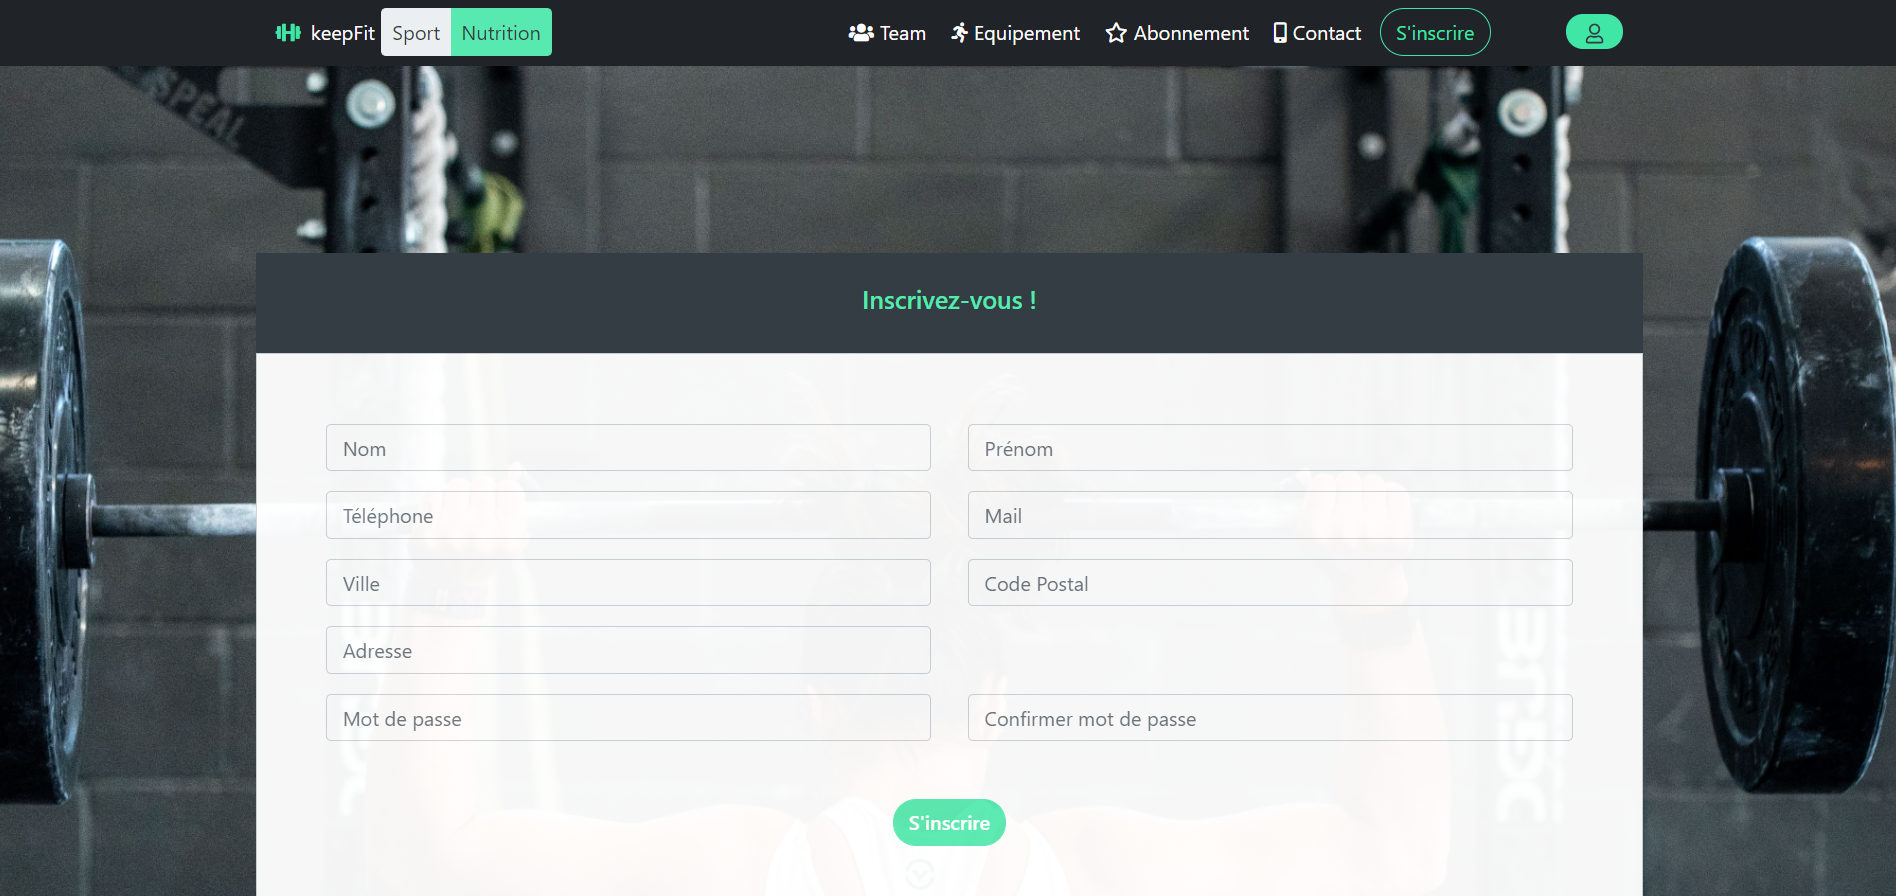 keepFit Sport Nutrition Team Equipement Abonnement Contact S'inscrire
SPEAL
Inscrivez-vous !
Nom Prénom
Téléphone Mail
Ville Code Postal
Adresse
Mot de passe Confirmer mot de passe
S'inscrire